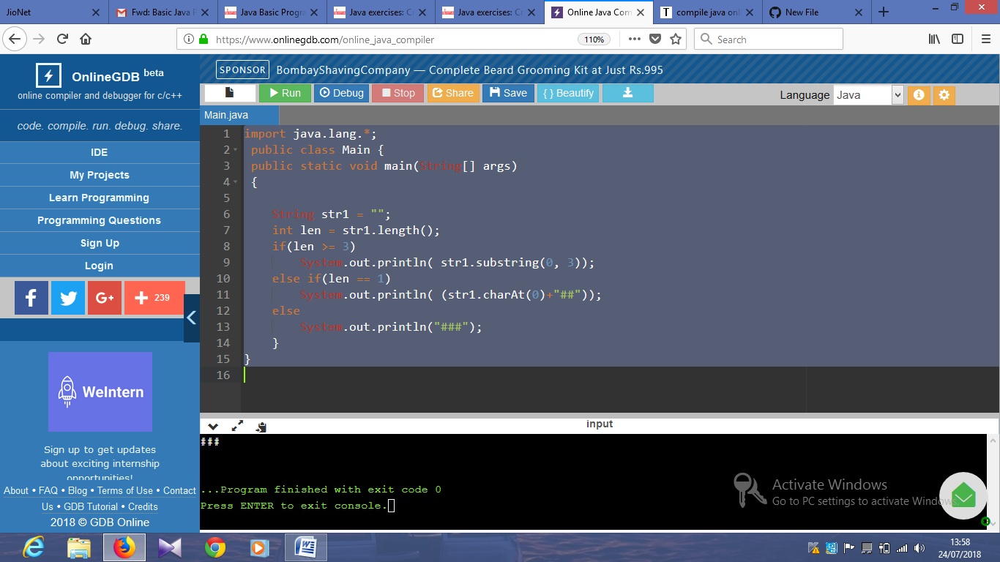 JioNet
Fwd: Basic Java P
Java Basic Progra
Java exercises: C
Java exercises: C
Online Java Com
compile java onl
New File
https://www.onlinegdb.com/online_java_compiler
110%
Search
OnlineGDB beta
online compiler and debugger for c/c++
code. compile. run. debug. share.
IDE
My Projects
Learn Programming
Programming Questions
Sign Up
Login
239
WeIntern
Sign up to get updates
about exciting internship
opportunities!
About • FAQ • Blog • Terms of Use • Contact
Us • GDB Tutorial • Credits
2018 © GDB Online
SPONSOR BombayShavingCompany — Complete Beard Grooming Kit at Just Rs.995
Run Debug Stop Share Save { } Beautify Language Java
Main.java
1 import java.lang.*;
2 public class Main {
3 public static void main(String[] args)
4 {
5
6 String str1 = "";
7 int len = str1.length();
8 if(len >= 3)
9 System.out.println( str1.substring(0, 3));
10 else if(len == 1)
11 System.out.println( (str1.charAt(0)+"##"));
12 else
13 System.out.println("###");
14 }
15 }
16
input
###
...Program finished with exit code 0
Press ENTER to exit console.
Activate Windows
Go to PC settings to activate Windows.
13:58
24/07/2018